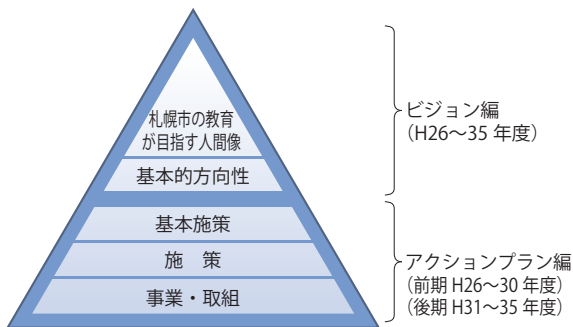 札幌市の教育
が目指す人間像
基本的方向性
基本施策
施　策
事業・取組
ビジョン編
（H26～35 年度）
アクションプラン編
（前期 H26～30 年度）
（後期 H31～35 年度）